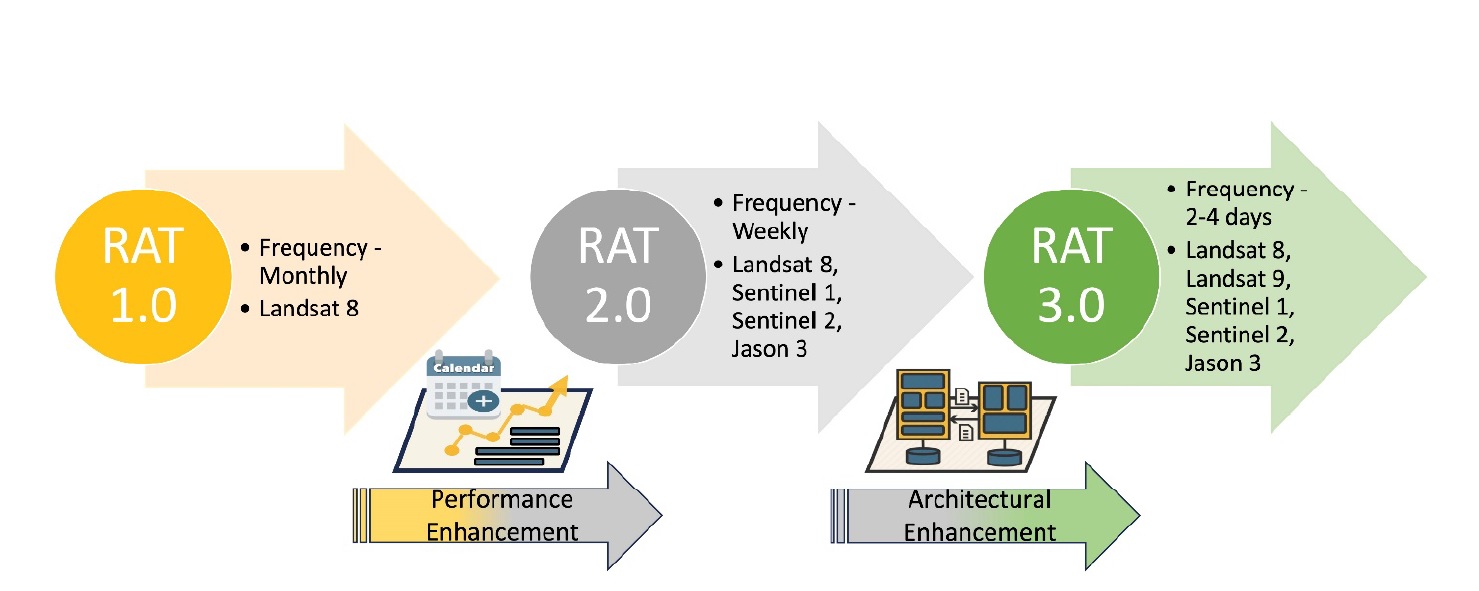 RAT
1.0
• Frequency -
Monthly
• Landsat 8
RAT
2.0
• Frequency -
Weekly
• Landsat 8,
Sentinel 1,
Sentinel 2,
Jason 3
RAT
3.0
• Frequency -
2-4 days
• Landsat 8,
Landsat 9,
Sentinel 1,
Sentinel 2,
Jason 3
Calendar
Performance
Enhancement
Architectural
Enhancement